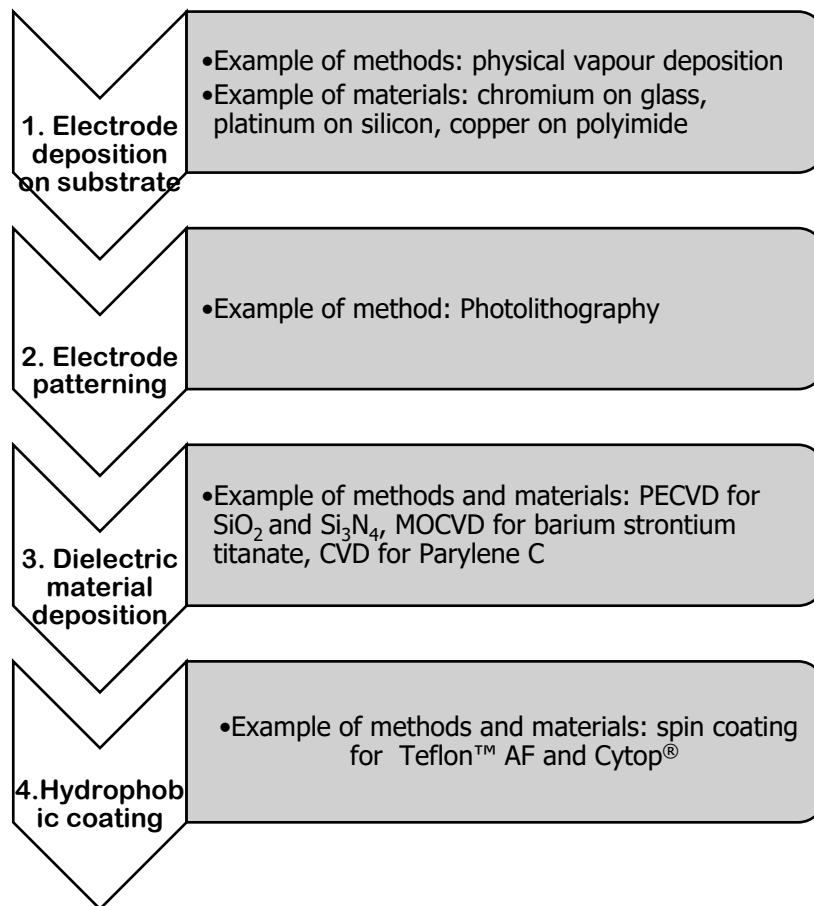 1. Electrode
deposition
on substrate
•Example of methods: physical vapour deposition
•Example of materials: chromium on glass,
platinum on silicon, copper on polyimide
2. Electrode
patterning
•Example of method: Photolithography
3. Dielectric
material
deposition
•Example of methods and materials: PECVD for
SiO₂ and Si₃N₄, MOCVD for barium strontium
titanate, CVD for Parylene C
4.Hydrophob
ic coating
•Example of methods and materials: spin coating
for Teflon™ AF and Cytop®